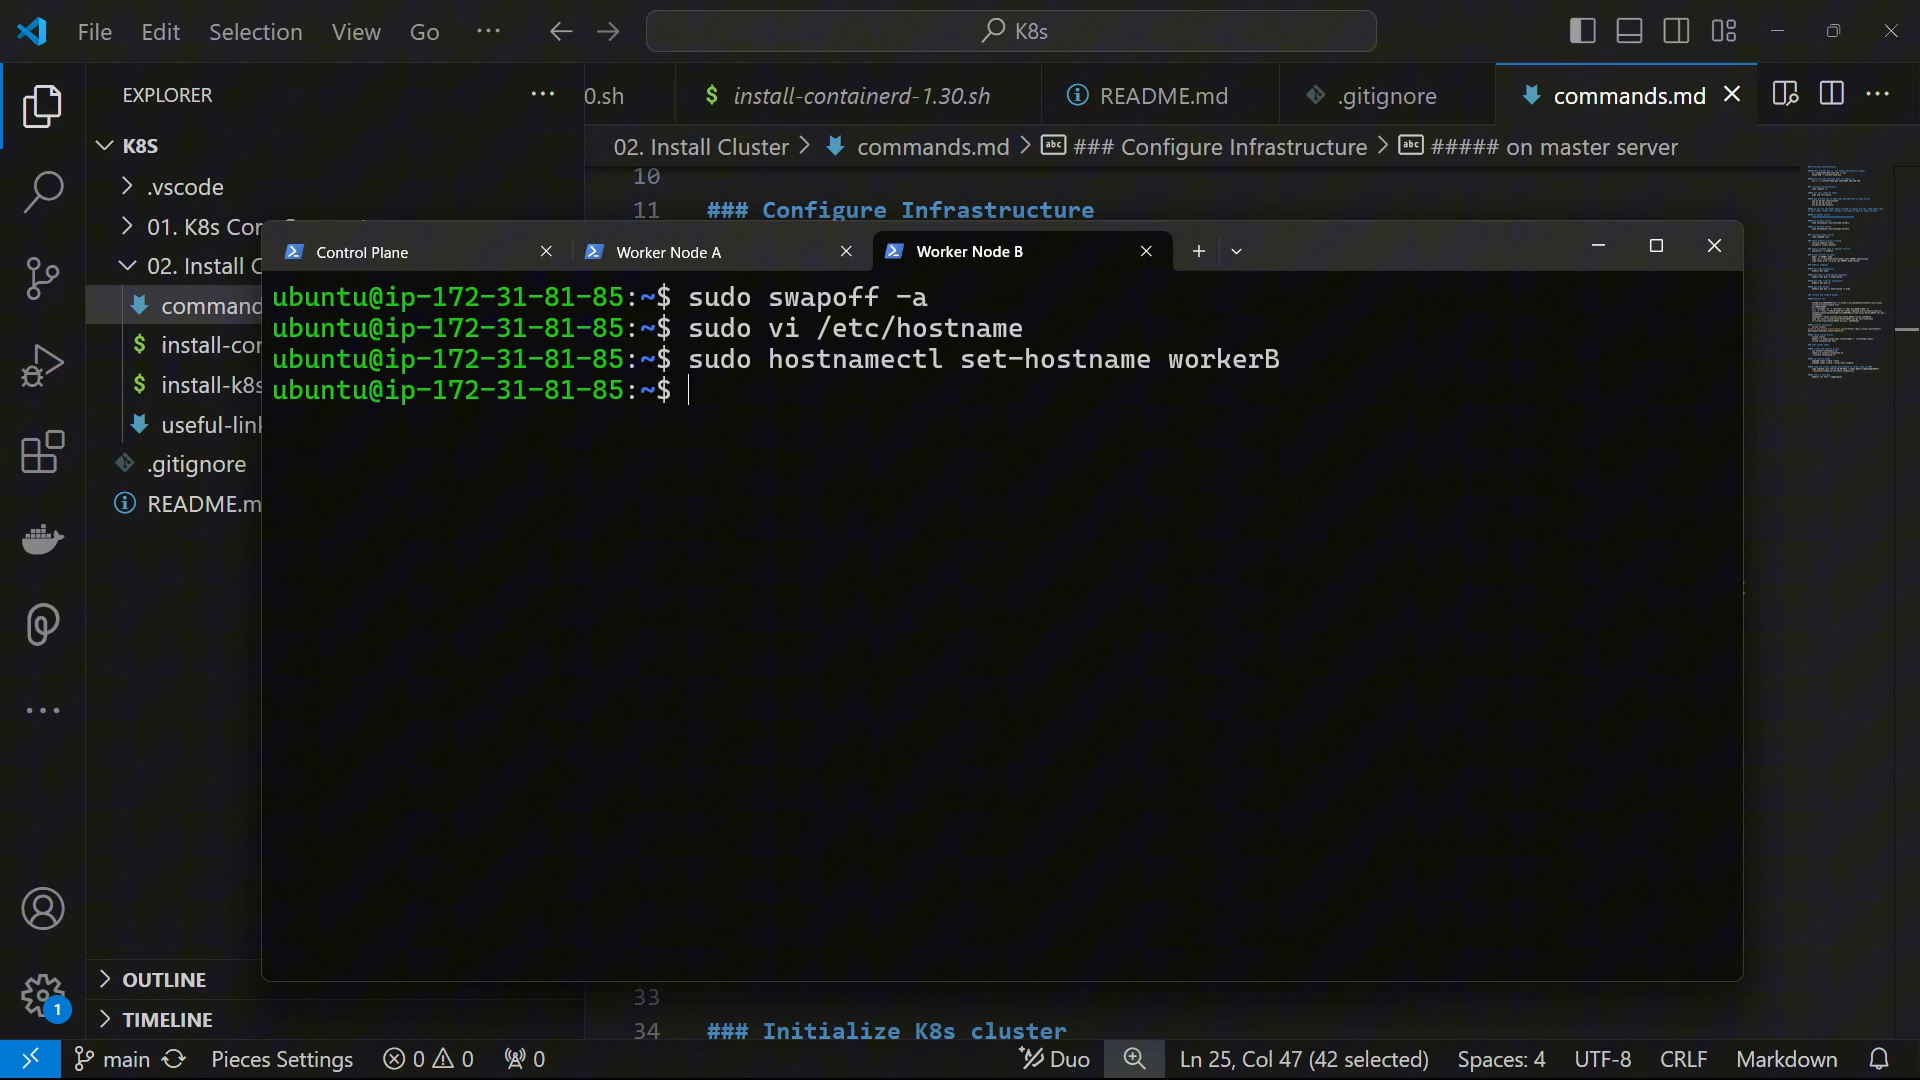 File Edit Selection View Go ··· K8s
EXPLORER ···
0.sh
$ install-containerd-1.30.sh
README.md
.gitignore
commands.md
···
K8S
02. Install Cluster > commands.md > ### Configure Infrastructure > ##### on master server
.vscode
10
11 ### Configure Infrastructure
01. K8s Cor
02. Install C
command
$ install-cor
$ install-k8s
useful-link
.gitignore
README.m
Control Plane
Worker Node A
Worker Node B
ubuntu@ip-172-31-81-85:~$ sudo swapoff -a
ubuntu@ip-172-31-81-85:~$ sudo vi /etc/hostname
ubuntu@ip-172-31-81-85:~$ sudo hostnamectl set-hostname workerB
ubuntu@ip-172-31-81-85:~$
OUTLINE
TIMELINE
33
34 ### Initialize K8s cluster
1
main Pieces Settings 0 0 0 Duo Ln 25, Col 47 (42 selected) Spaces: 4 UTF-8 CRLF Markdown